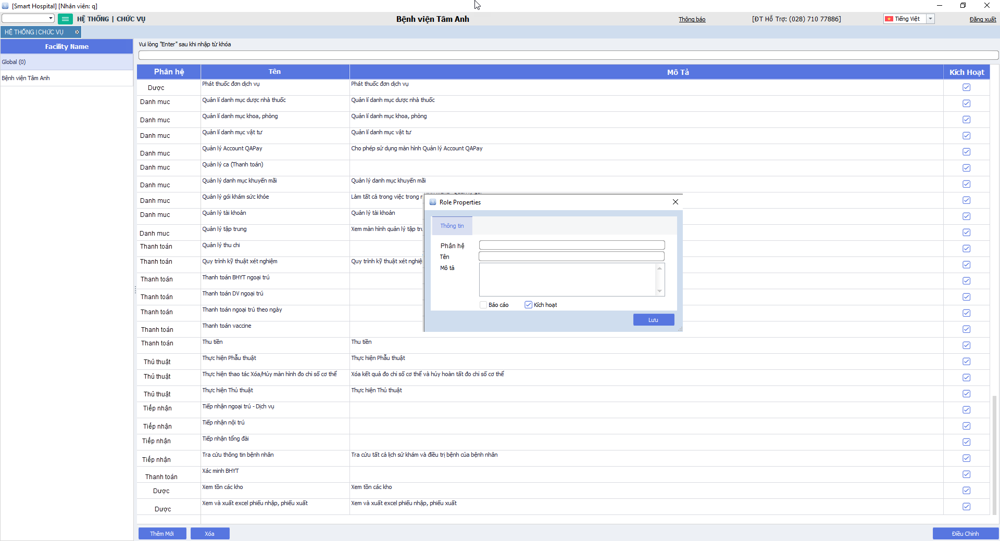 [Smart Hospital] [Nhân viên: q]
HỆ THỐNG | CHỨC VỤ
Bệnh viện Tâm Anh
Thông báo
[ĐT Hỗ Trợ: (028) 710 77886]
Tiếng Việt
Đăng xuất
HỆ THỐNG | CHỨC VỤ
Facility Name
Global (0)
Bệnh viện Tâm Anh
Vui lòng "Enter" sau khi nhập từ khóa
Phân hệ Tên Mô Tả Kích Hoạt
Dược Phát thuốc đơn dịch vụ Phát thuốc đơn dịch vụ
Danh muc Quản lí danh mục dược nhà thuốc Quản lí danh mục dược nhà thuốc
Danh muc Quản lí danh mục khoa, phòng Quản lí danh mục khoa, phòng
Danh muc Quản lí danh mục vật tư Quản lí danh mục vật tư
Danh muc Quản lý Account QAPay Cho phép sử dụng màn hình Quản lý Account QAPay
Danh muc Quản lý ca (Thanh toán)
Danh muc Quản lý danh mục khuyến mãi Quản lý danh mục khuyến mãi
Danh muc Quản lý gói khám sức khỏe Làm tất cả trong việc trong
Danh muc Quản lý tài khoản Quản lý tài khoản
Danh muc Quản lý tập trung Xem màn hình quản lý tập
Thanh toán Quản lý thu chi
Thanh toán Quy trình kỹ thuật xét nghiệm Quy trình kỹ thuật xét
Thanh toán Thanh toán BHYT ngoại trú
Thanh toán Thanh toán DV ngoại trú
Thanh toán Thanh toán ngoại trú theo ngày
Thanh toán Thanh toán vaccine
Thanh toán Thu tiền Thu tiền
Thủ thuật Thực hiện Phẫu thuật Thực hiện Phẫu thuật
Thủ thuật Thực hiện thao tác Xóa/Hủy màn hình đo chỉ số cơ thể Xóa kết quả đo chỉ số cơ thể và hủy hoàn tất đo chỉ số cơ thể
Thủ thuật Thực hiện Thủ thuật Thực hiện Thủ thuật
Tiếp nhận Tiếp nhận ngoại trú - Dịch vụ
Tiếp nhận Tiếp nhận nội trú
Tiếp nhận Tiếp nhận tổng đài
Tiếp nhận Tra cứu thông tin bệnh nhân Tra cứu tất cả lịch sử khám và điều trị bệnh của bệnh nhân
Thanh toán Xác minh BHYT
Dược Xem tồn các kho Xem tồn các kho
Dược Xem và xuất excel phiếu nhập, phiếu xuất Xem và xuất excel phiếu nhập, phiếu xuất
Role Properties
Thông tin
Phân hệ
Tên
Mô tả
Báo cáo Kích hoạt
Lưu
Thêm Mới Xóa Điều Chỉnh